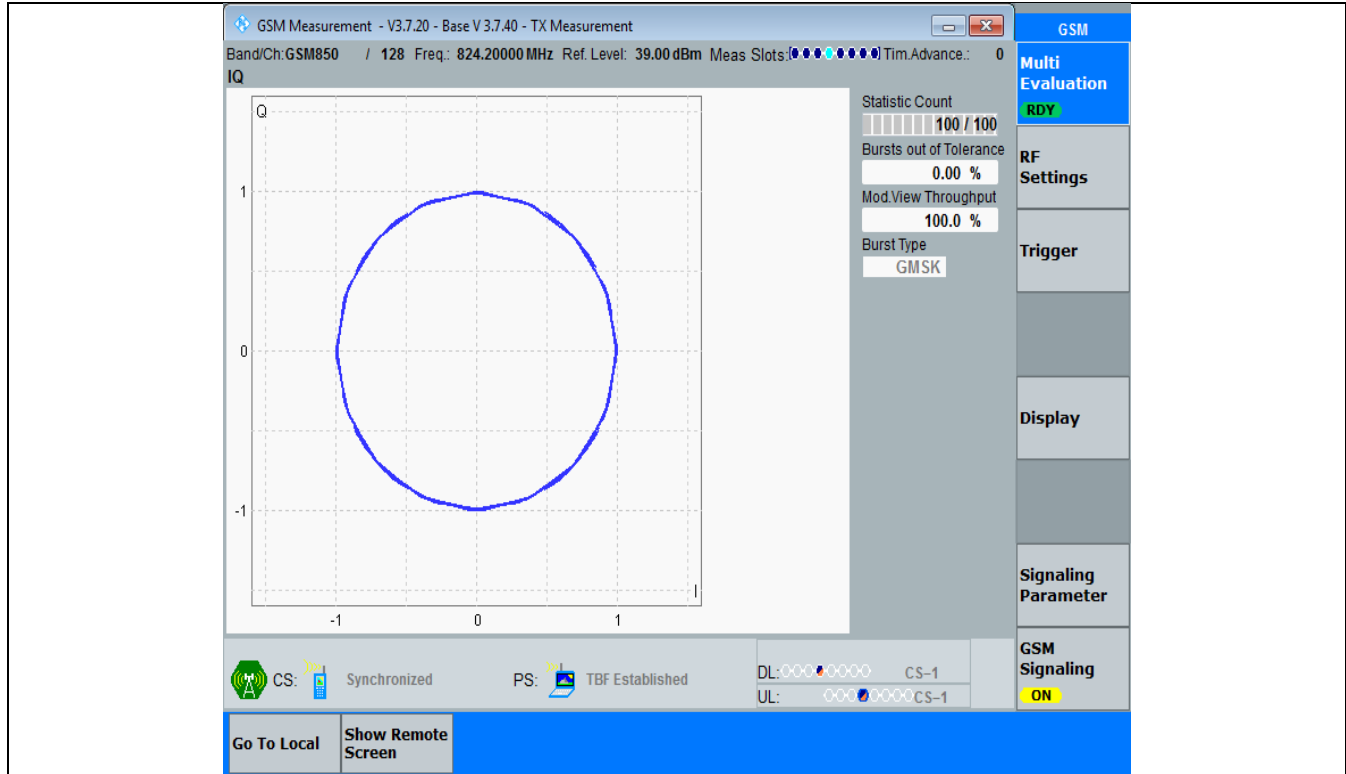 GSM Measurement - V3.7.20 - Base V 3.7.40 - TX Measurement
GSM
Band/Ch:GSM850 / 128 Freq.: 824.20000 MHz Ref. Level: 39.00 dBm Meas Slots: Tim.Advance.: 0
IQ
Multi
Evaluation
RDY
Q
Statistic Count
100 / 100
Bursts out of Tolerance
0.00 %
Mod.View Throughput
100.0 %
Burst Type
GMSK
1
0
-1
I
-1 0 1
RF
Settings
Trigger
Display
Signaling
Parameter
GSM
Signaling
ON
CS: Synchronized PS: TBF Established
DL: CS-1
UL: CS-1
Go To Local
Show Remote
Screen